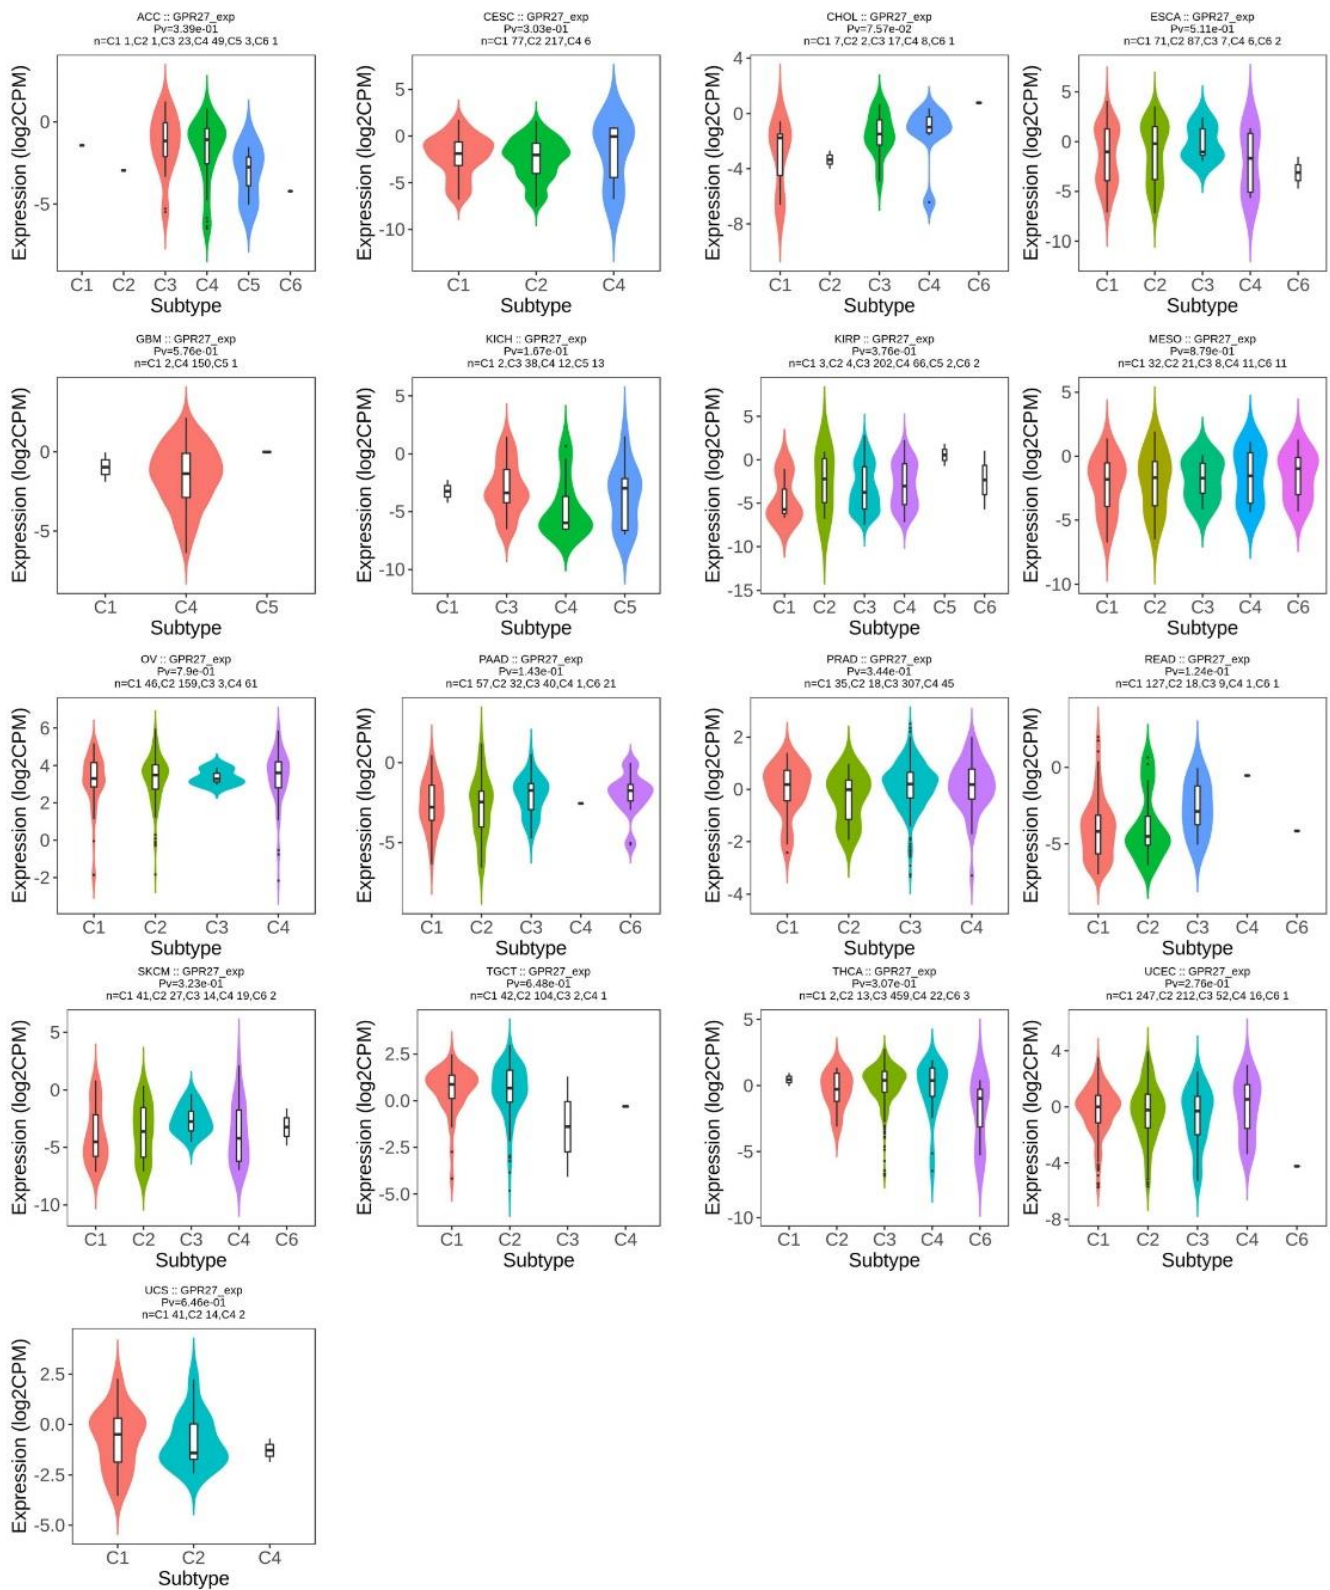 ACC :: GPR27_exp
Pv=3.39e-01
n=C1 1,C2 1,C3 23,C4 49,C5 3,C6 1
Expression (log2CPM)
0
-5
C1 C2 C3 C4 C5 C6
Subtype
CESC :: GPR27_exp
Pv=3.03e-01
n=C1 77,C2 217,C4 6
Expression (log2CPM)
5
0
-5
-10
C1 C2 C4
Subtype
CHOL :: GPR27_exp
Pv=7.57e-02
n=C1 7,C2 2,C3 17,C4 8,C6 1
Expression (log2CPM)
4
0
-4
-8
C1 C2 C3 C4 C6
Subtype
ESCA :: GPR27_exp
Pv=5.11e-01
n=C1 71,C2 87,C3 7,C4 6,C6 2
Expression (log2CPM)
5
0
-5
-10
C1 C2 C3 C4 C6
Subtype
GBM :: GPR27_exp
Pv=5.76e-01
n=C1 2,C4 150,C5 1
Expression (log2CPM)
0
-5
C1 C4 C5
Subtype
KICH :: GPR27_exp
Pv=1.67e-01
n=C1 2,C3 38,C4 12,C5 13
Expression (log2CPM)
5
0
-5
-10
C1 C3 C4 C5
Subtype
KIRP :: GPR27_exp
Pv=3.76e-01
n=C1 3,C2 4,C3 202,C4 66,C5 2,C6 2
Expression (log2CPM)
5
0
-5
-10
-15
C1 C2 C3 C4 C5 C6
Subtype
MESO :: GPR27_exp
Pv=8.79e-01
n=C1 32,C2 21,C3 8,C4 11,C6 11
Expression (log2CPM)
5
0
-5
-10
C1 C2 C3 C4 C6
Subtype
OV :: GPR27_exp
Pv=7.9e-01
n=C1 46,C2 159,C3 3,C4 61
Expression (log2CPM)
6
4
2
0
-2
C1 C2 C3 C4
Subtype
PAAD :: GPR27_exp
Pv=1.43e-01
n=C1 57,C2 32,C3 40,C4 1,C6 21
Expression (log2CPM)
0
-5
C1 C2 C3 C4 C6
Subtype
PRAD :: GPR27_exp
Pv=3.44e-01
n=C1 35,C2 18,C3 307,C4 45
Expression (log2CPM)
2
0
-2
-4
C1 C2 C3 C4
Subtype
READ :: GPR27_exp
Pv=1.24e-01
n=C1 127,C2 18,C3 9,C4 1,C6 1
Expression (log2CPM)
0
-5
C1 C2 C3 C4 C6
Subtype
SKCM :: GPR27_exp
Pv=3.23e-01
n=C1 41,C2 27,C3 14,C4 19,C6 2
Expression (log2CPM)
5
0
-5
-10
C1 C2 C3 C4 C6
Subtype
TGCT :: GPR27_exp
Pv=6.48e-01
n=C1 42,C2 104,C3 2,C4 1
Expression (log2CPM)
2.5
0.0
-2.5
-5.0
C1 C2 C3 C4
Subtype
THCA :: GPR27_exp
Pv=3.07e-01
n=C1 2,C2 13,C3 459,C4 22,C6 3
Expression (log2CPM)
5
0
-5
-10
C1 C2 C3 C4 C6
Subtype
UCEC :: GPR27_exp
Pv=2.76e-01
n=C1 247,C2 212,C3 52,C4 16,C6 1
Expression (log2CPM)
4
0
-4
-8
C1 C2 C3 C4 C6
Subtype
UCS :: GPR27_exp
Pv=6.46e-01
n=C1 41,C2 14,C4 2
Expression (log2CPM)
2.5
0.0
-2.5
-5.0
C1 C2 C4
Subtype